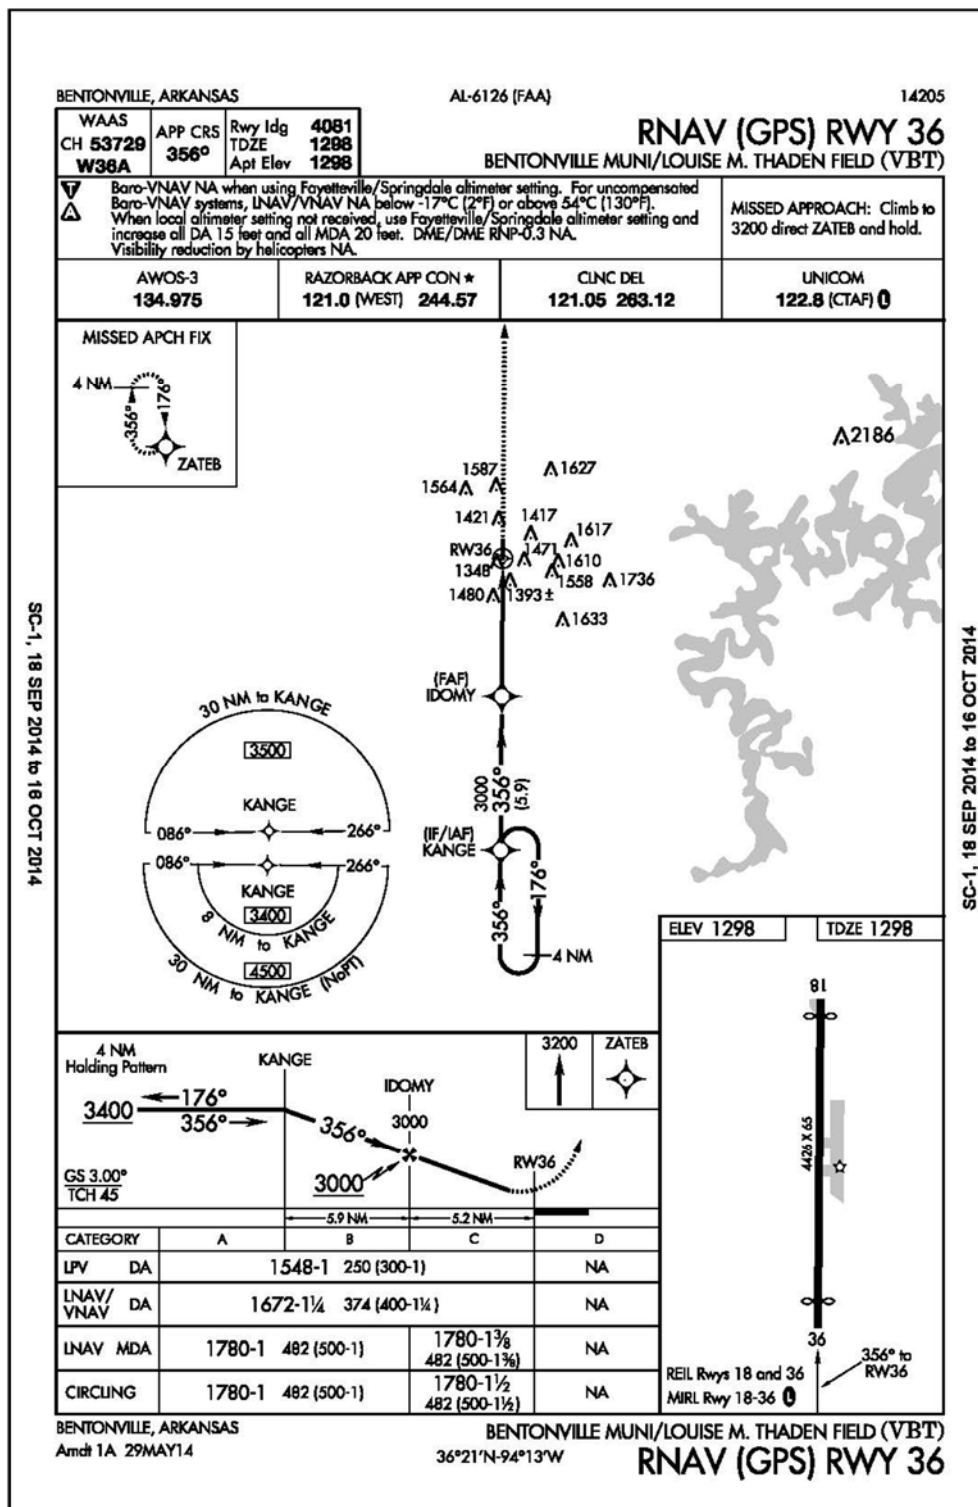 BENTONVILLE, ARKANSAS
AL-6126 (FAA)
14205
WAAS
CH 53729
W36A
APP CRS
356°
Rwy ldg 4081
TDZE 1298
Apt Elev 1298
RNAV (GPS) RWY 36
BENTONVILLE MUNI/LOUISE M. THADEN FIELD (VBT)
T
A
Baro-VNAV NA when using Fayetteville/Springdale altimeter setting. For uncompensated
Baro-VNAV systems, LNAV/VNAV NA below -17°C (2°F) or above 54°C (130°F).
When local altimeter setting not received, use Fayetteville/Springdale altimeter setting and
increase all DA 15 feet and all MDA 20 feet. DME/DME RNP-0.3 NA.
Visibility reduction by helicopters NA.
MISSED APPROACH: Climb to
3200 direct ZATEB and hold.
AWOS-3
134.975
RAZORBACK APP CON ★
121.0 (WEST) 244.57
CLNC DEL
121.05 263.12
UNICOM
122.8 (CTAF) L
MISSED APCH FIX
4 NM
356°
176°
ZATEB
2186
1587
1627
1564
1421
1417
1617
RW36
1471
1610
1348
1558
1736
1480
1393 ±
1633
(FAF)
IDOMY
3000
356°
(5.9)
(IF/IAF)
KANGE
356°
176°
4 NM
30 NM to KANGE
3500
KANGE
086°
266°
086°
266°
KANGE
3400
8 NM to KANGE
4500
30 NM to KANGE (NoPT)
SC-1, 18 SEP 2014 to 16 OCT 2014
SC-1, 18 SEP 2014 to 16 OCT 2014
ELEV 1298
TDZE 1298
18
4426 X 65
36
356° to
RW36
REIL Rwys 18 and 36
MIRL Rwy 18-36 L
4 NM
Holding Pattern
KANGE
IDOMY
3200
ZATEB
3400
176°
356°
356°
3000
3000
RW36
GS 3.00°
TCH 45
5.9 NM
5.2 NM
CATEGORY A B C D
LPV DA 1548-1 250 (300-1) NA
LNAV/
VNAV DA 1672-1¼ 374 (400-1¼) NA
LNAV MDA 1780-1 482 (500-1) 1780-1⅜
482 (500-1⅜) NA
CIRCLING 1780-1 482 (500-1) 1780-1½
482 (500-1½) NA
BENTONVILLE, ARKANSAS
Amdt 1A 29MAY14
36°21'N-94°13'W
BENTONVILLE MUNI/LOUISE M. THADEN FIELD (VBT)
RNAV (GPS) RWY 36